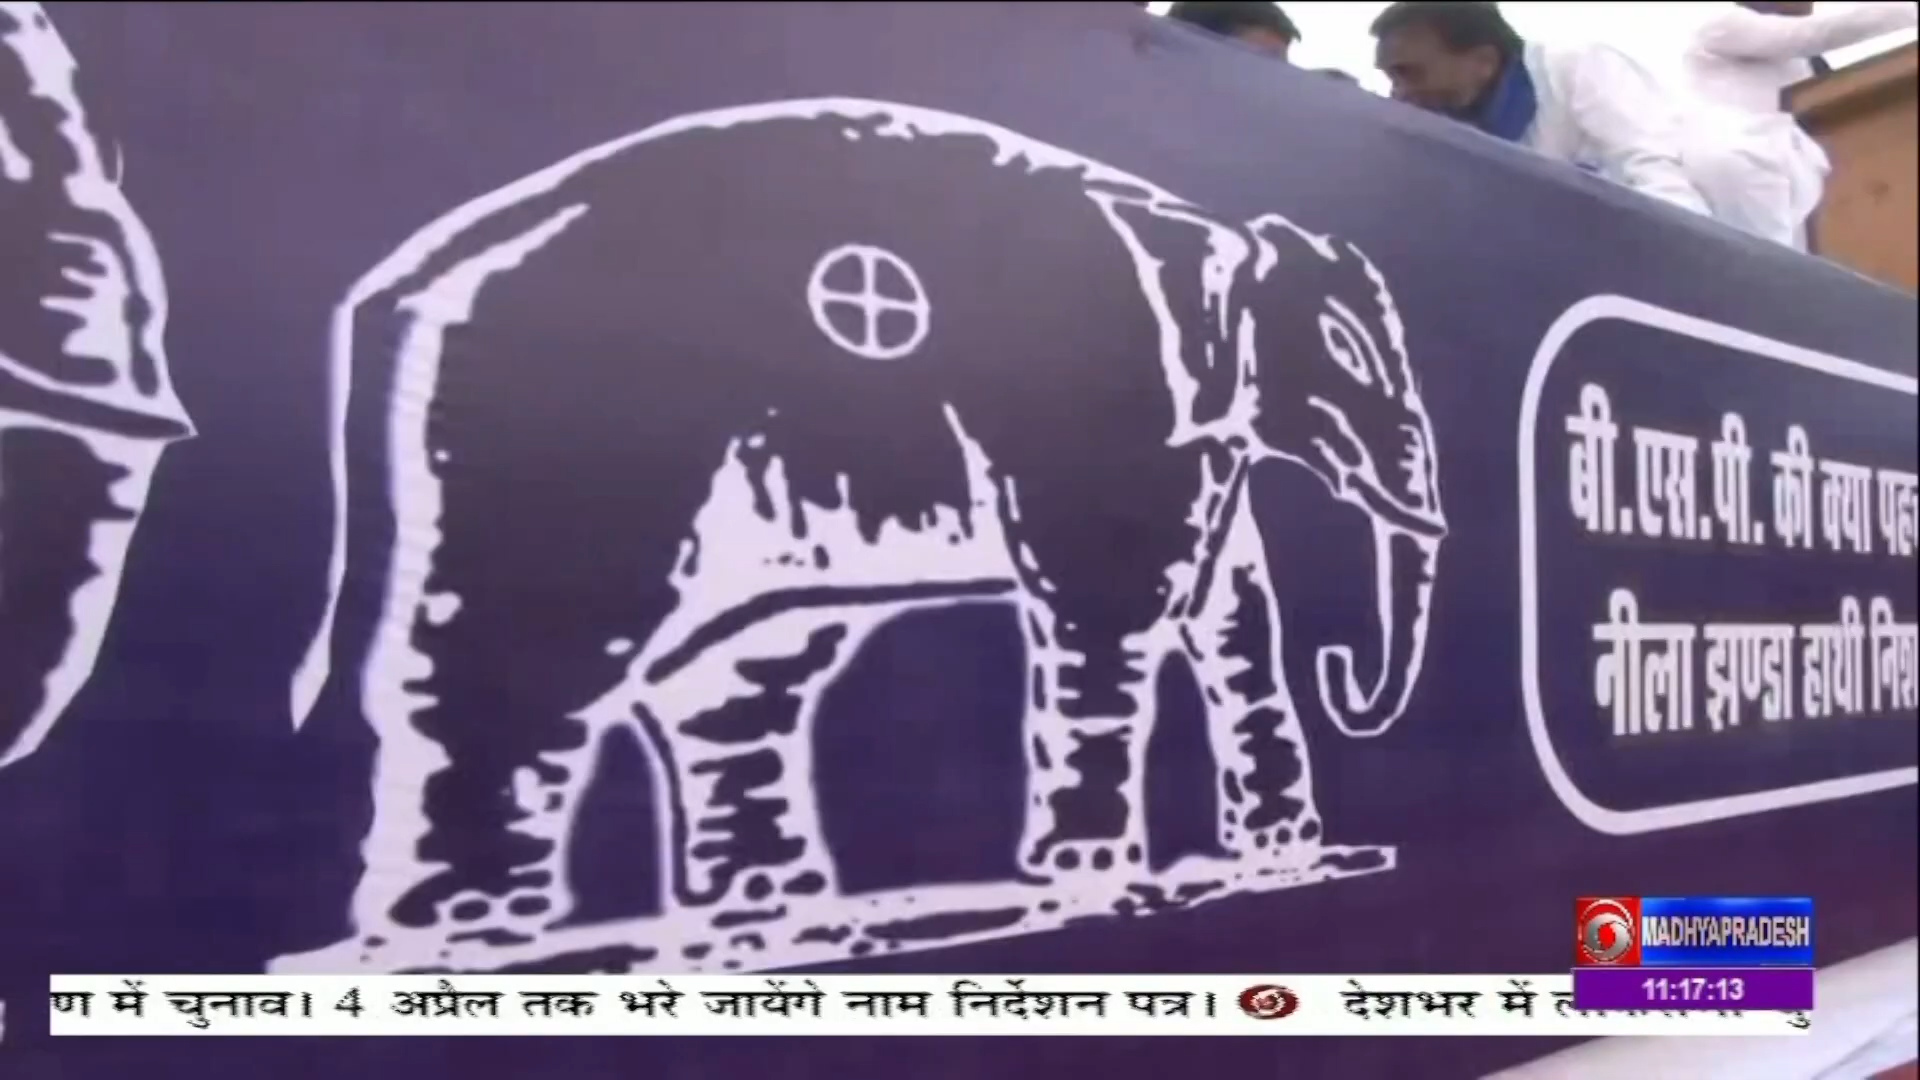 बी.एस.पी. की क्या
नीला झण्डा हाथी
MADHYAPRADESH
11:17:13
में चुनाव। 4 अप्रैल तक भरे जायेंगे नाम निर्देशन पत्र। देशभर में